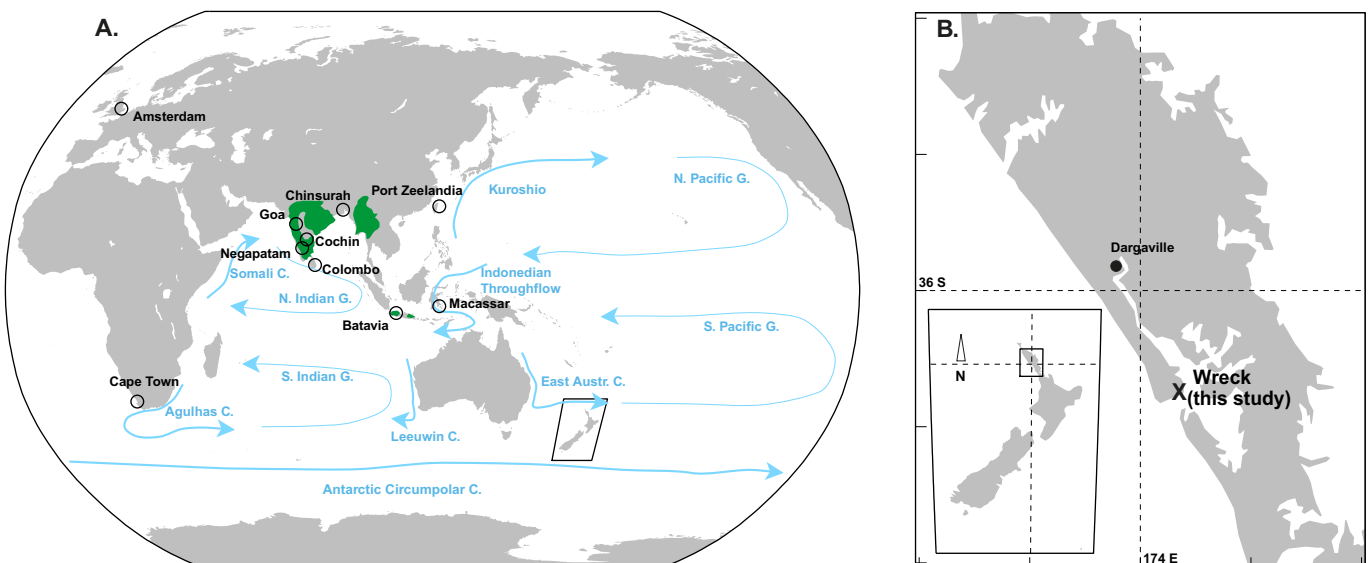 A.
Amsterdam
Chinsurah
Port Zeelandia
Goa
Cochin
Negapatam
Colombo
Kuroshio
N. Pacific G.
Somali C.
Indonedian
Throughflow
N. Indian G.
Macassar
Batavia
S. Pacific G.
Cape Town
S. Indian G.
East Austr. C.
Agulhas C.
Leeuwin C.
Antarctic Circumpolar C.
B.
Dargaville
36 S
N
X Wreck
(this study)
174 E